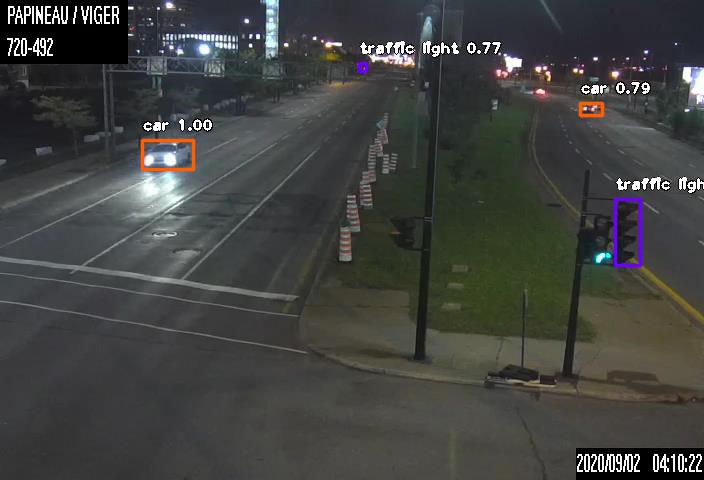 PAPINEAU / VIGER
720-492
traffic light 0.77
car 0.79
car 1.00
traffic ligh
2020/09/02 04:10:22